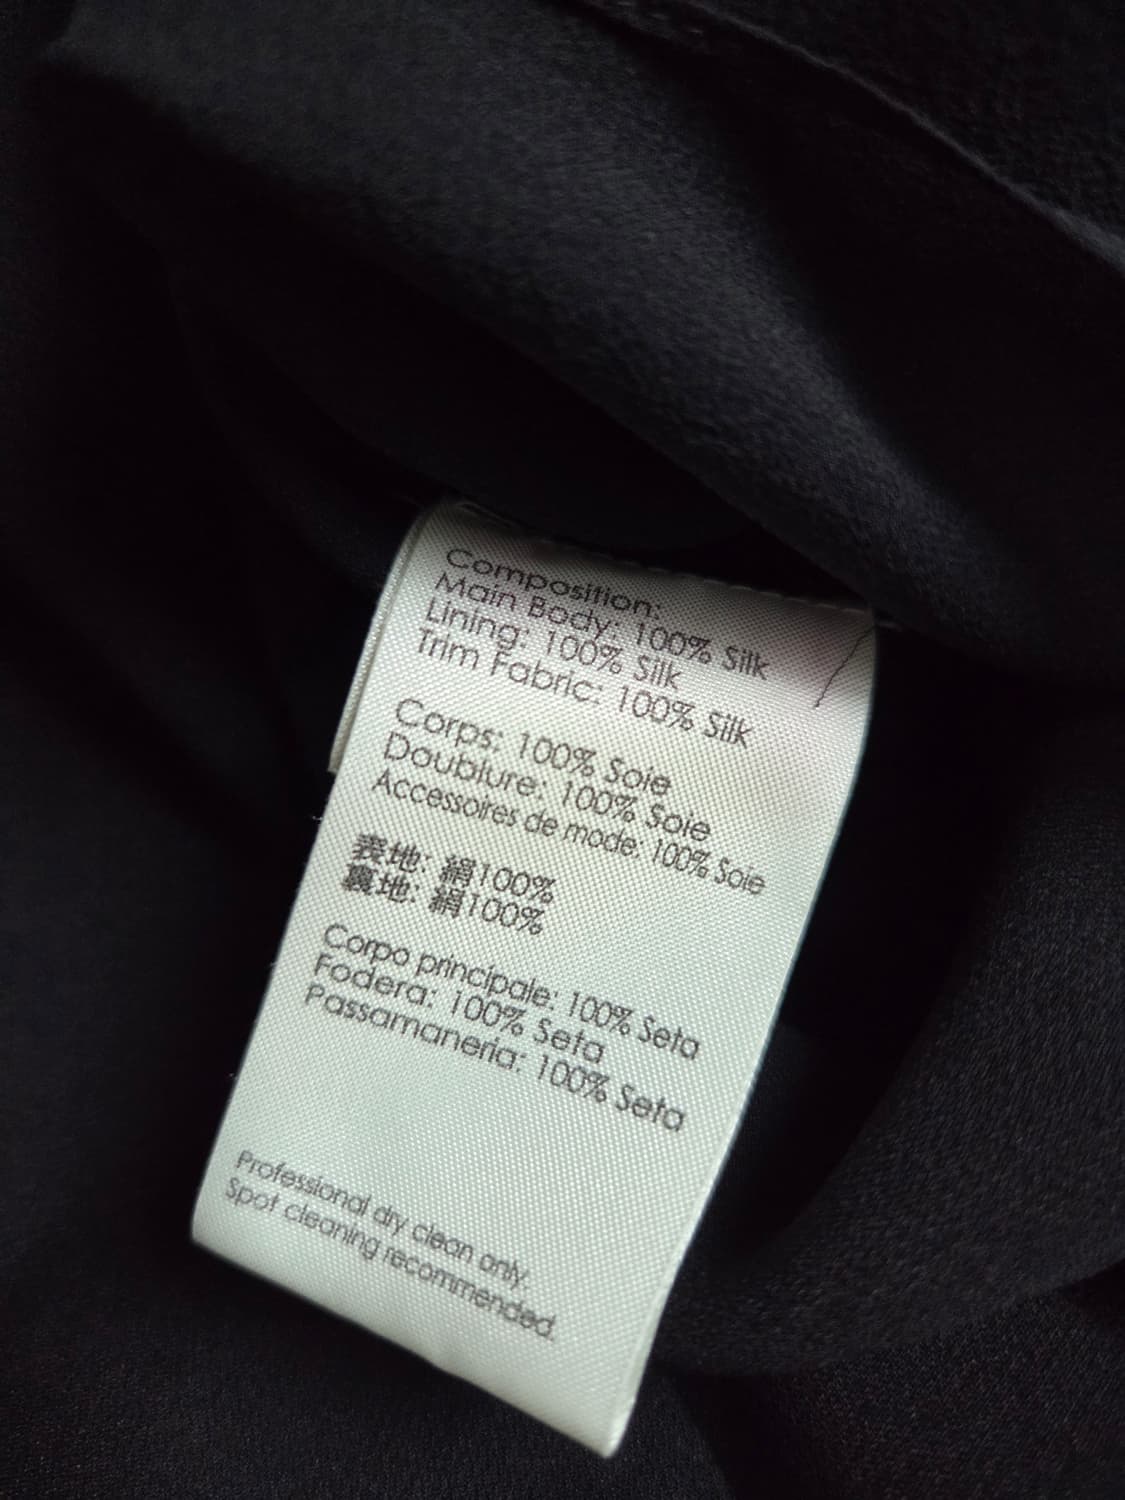 Composition:
Main Body: 100% Silk
Lining: 100% Silk
Trim Fabric: 100% Silk
Corps: 100% Soie
Doublure: 100% Soie
Accessoires de mode: 100% Soie
表地: 絹100%
裏地: 絹100%
Corpo principale: 100% Seta
Fodera: 100% Seta
Passamaneria: 100% Seta
Professional dry clean only.
Spot cleaning recommended.